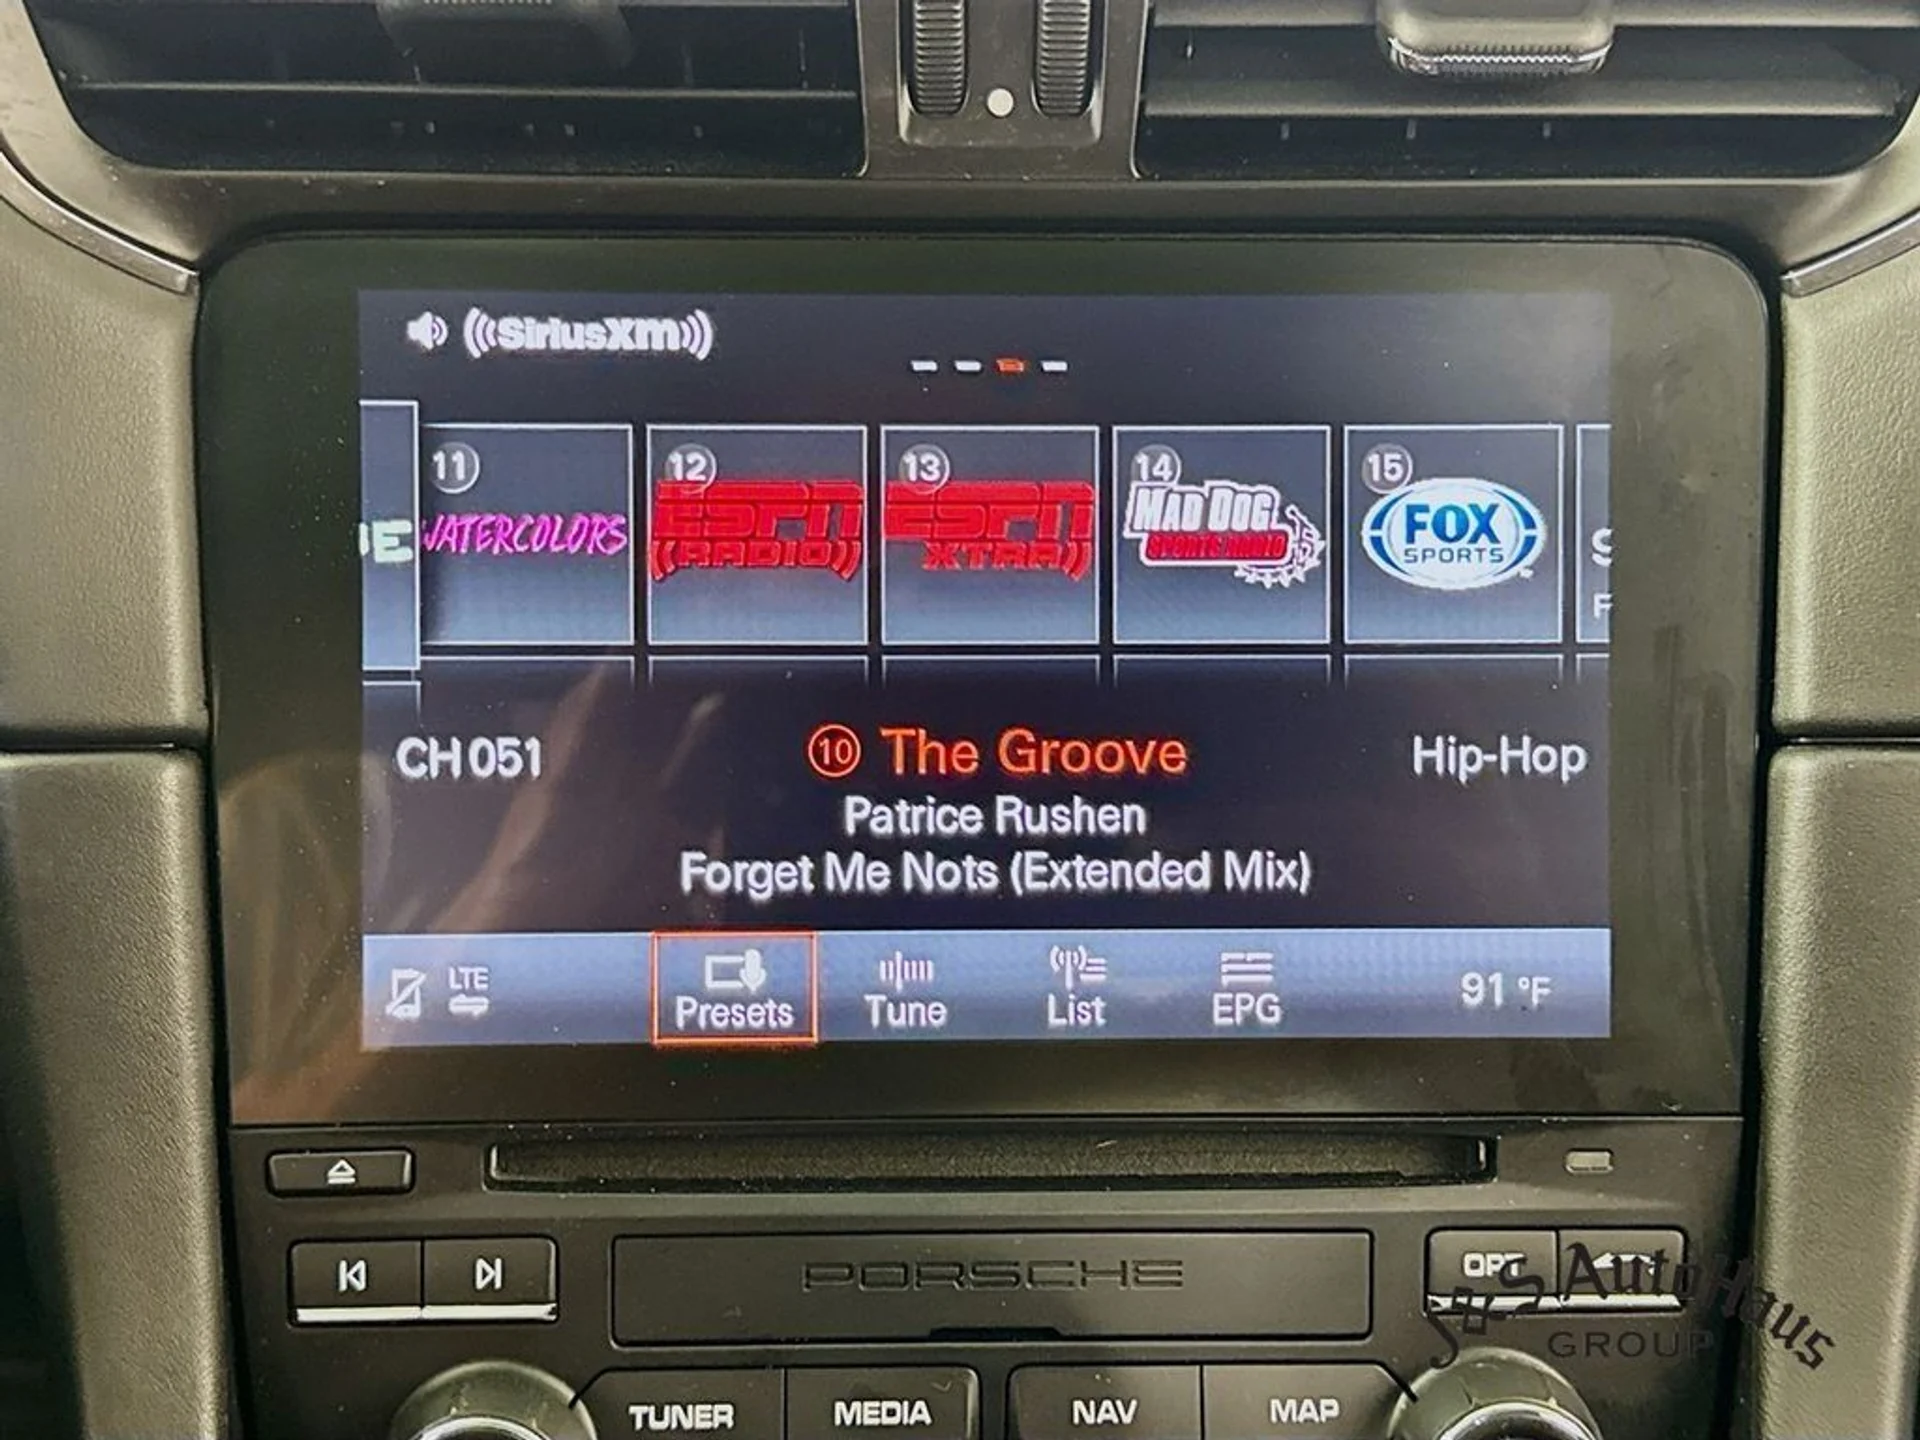 ((SiriusXM))
11
12
13
14
15
E
WATERCOLORS
ESPN
RADIO
ESPN
XTRA
MAD DOG
SPORTS RADIO
FOX
SPORTS
S
F
CH 051
10 The Groove
Hip-Hop
Patrice Rushen
Forget Me Nots (Extended Mix)
LTE
Presets
Tune
List
EPG
91 °F
PORSCHE
OPT
AutoHaus
GROUP
TUNER
MEDIA
NAV
MAP